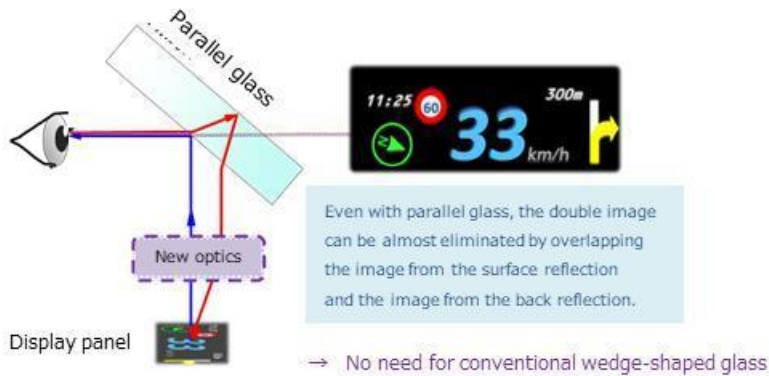 Parallel glass
11:25
60
300m
N
33 km/h
Even with parallel glass, the double image
can be almost eliminated by overlapping
the image from the surface reflection
and the image from the back reflection.
New optics
Display panel
→ No need for conventional wedge-shaped glass